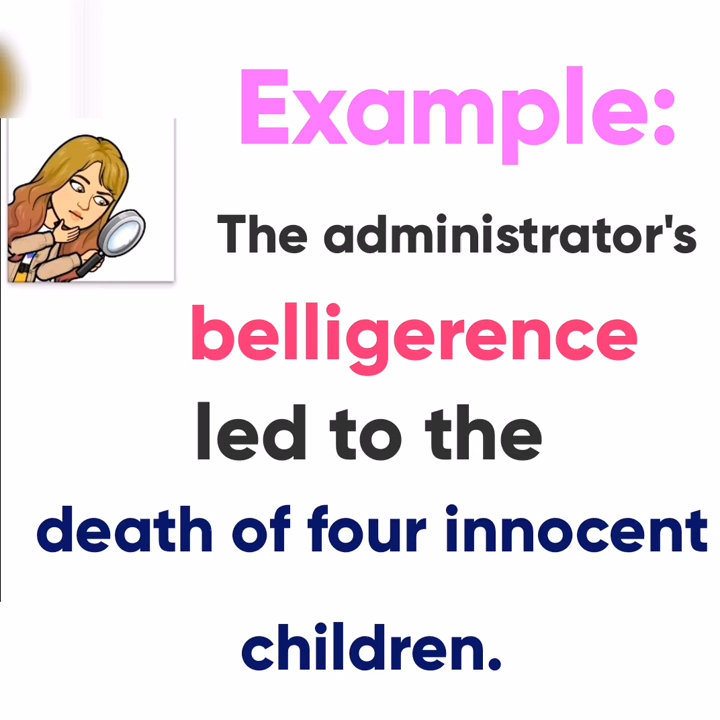 Example:
The administrator's
belligerence
led to the
death of four innocent
children.